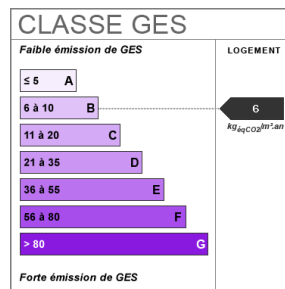 CLASSE GES
Faible émission de GES
LOGEMENT
≤ 5 A
6 à 10 B
6
kgéqCO2/m².an
11 à 20 C
21 à 35 D
36 à 55 E
56 à 80 F
> 80 G
Forte émission de GES